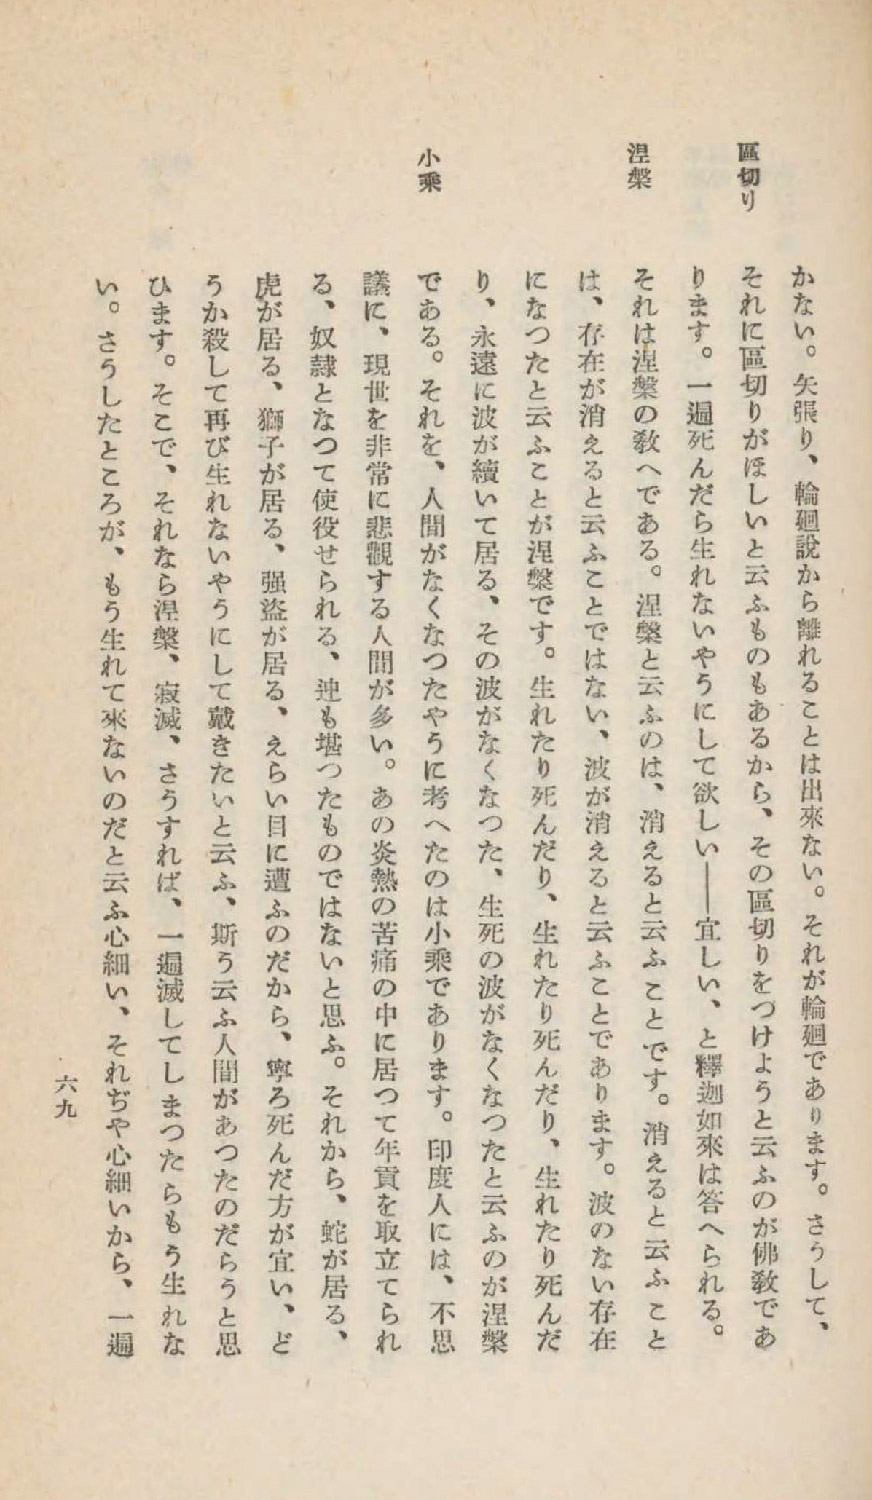 區切り
涅槃
小乘
かない。矢張り、輪廻說から離れることは出來ない。それが輪廻であります。さうして、
それに區切りがほしいと云ふものもあるから、その區切りをつけようと云ふのが佛敎であ
ります。一遍死んだら生れないやうにして欲しい――宜しい、と釋迦如來は答へられる。
それは涅槃の敎へである。涅槃と云ふのは、消えると云ふことです。消えると云ふこと
は、存在が消えると云ふことではない、波が消えると云ふことであります。波のない存在
になつたと云ふことが涅槃です。生れたり死んだり、生れたり死んだり、生れたり死んだ
り、永遠に波が續いて居る、その波がなくなつた、生死の波がなくなつたと云ふのが涅槃
である。それを、人間がなくなつたやうに考へたのは小乘であります。印度人には、不思
議に、現世を非常に悲觀する人間が多い。あの炎熱の苦痛の中に居つて年貢を取立てられ
る、奴隸となつて使役せられる、迚も堪つたものではないと思ふ。それから、蛇が居る、
虎が居る、獅子が居る、强盜が居る、えらい目に遭ふのだから、寧ろ死んだ方が宜い、ど
うか殺して再び生れないやうにして戴きたいと云ふ、斯う云ふ人間があつたのだらうと思
ひます。そこで、それなら涅槃、寂滅、さうすれば、一遍滅してしまつたらもう生れな
い。さうしたところが、もう生れて來ないのだと云ふ心細い、それぢや心細いから、一遍
六九